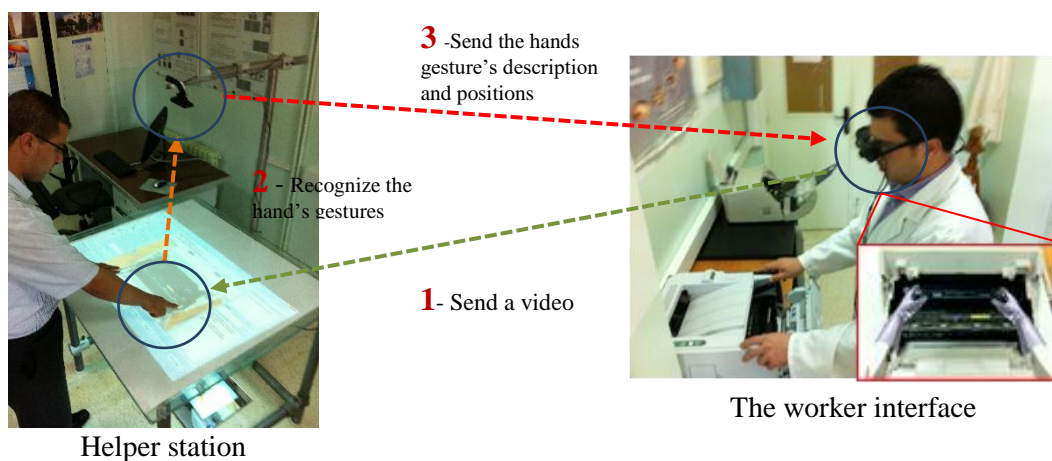 3 -Send the hands
gesture's description
and positions
2 - Recognize the
hand's gestures
1- Send a video
The worker interface
Helper station